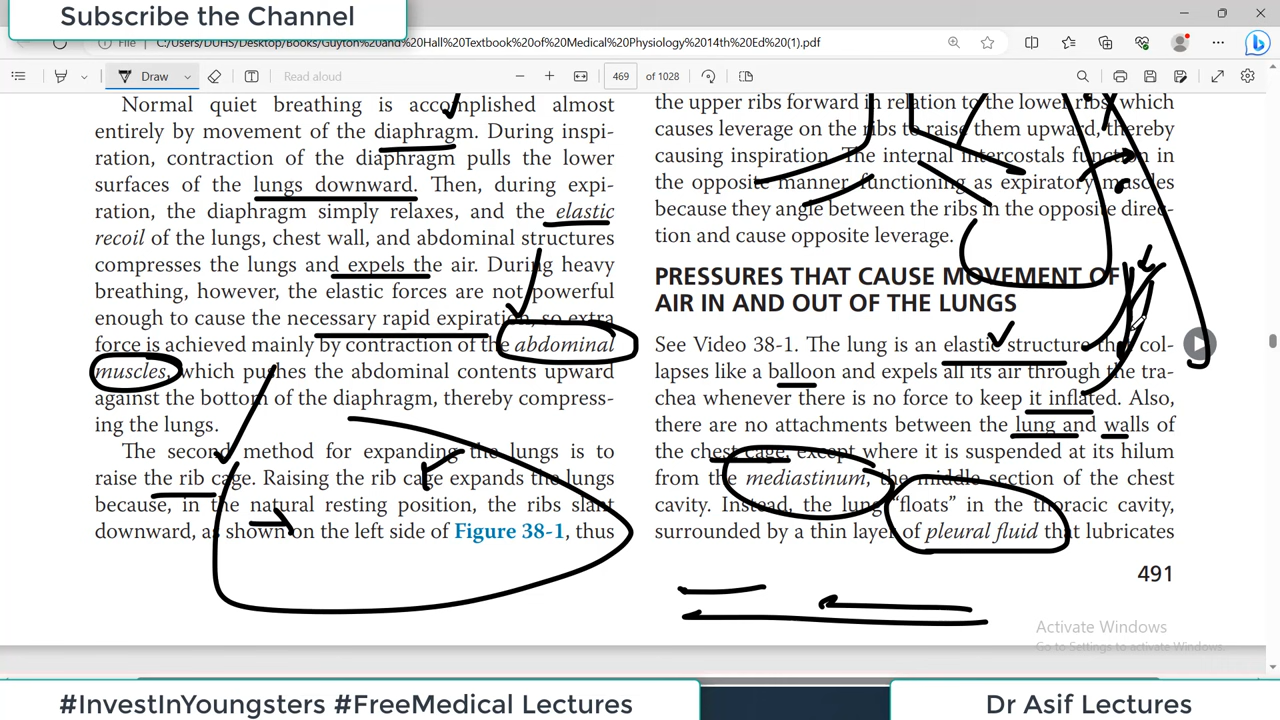 Subscribe the Channel
File
C:/Users/DUHS/Desktop/Books/Guyton%20and%20Hall%20Textbook%20of%20Medical%20Physiology%2014th%20Ed%20(1).pdf
Draw
Read aloud
469 of 1028
Normal quiet breathing is accomplished almost
entirely by movement of the diaphragm. During inspi-
ration, contraction of the diaphragm pulls the lower
surfaces of the lungs downward. Then, during expi-
ration, the diaphragm simply relaxes, and the elastic
recoil of the lungs, chest wall, and abdominal structures
compresses the lungs and expels the air. During heavy
breathing, however, the elastic forces are not powerful
enough to cause the necessary rapid expiration, so extra
force is achieved mainly by contraction of the abdominal
muscles, which pushes the abdominal contents upward
against the bottom of the diaphragm, thereby compress-
ing the lungs.
The second method for expanding the lungs is to
raise the rib cage. Raising the rib cage expands the lungs
because, in the natural resting position, the ribs slant
downward, as shown on the left side of Figure 38-1, thus
the upper ribs forward in relation to the lower ribs, which
causes leverage on the ribs to raise them upward, thereby
causing inspiration. The internal intercostals function in
the opposite manner, functioning as expiratory muscles
because they angle between the ribs in the opposite direc-
tion and cause opposite leverage.
PRESSURES THAT CAUSE MOVEMENT OF
AIR IN AND OUT OF THE LUNGS
See Video 38-1. The lung is an elastic structure that col-
lapses like a balloon and expels all its air through the tra-
chea whenever there is no force to keep it inflated. Also,
there are no attachments between the lung and walls of
the chest cage, except where it is suspended at its hilum
from the mediastinum, the middle section of the chest
cavity. Instead, the lung “floats” in the thoracic cavity,
surrounded by a thin layer of pleural fluid that lubricates
491
Activate Windows
Go to Settings to activate Windows.
#InvestInYoungsters #FreeMedical Lectures
Dr Asif Lectures